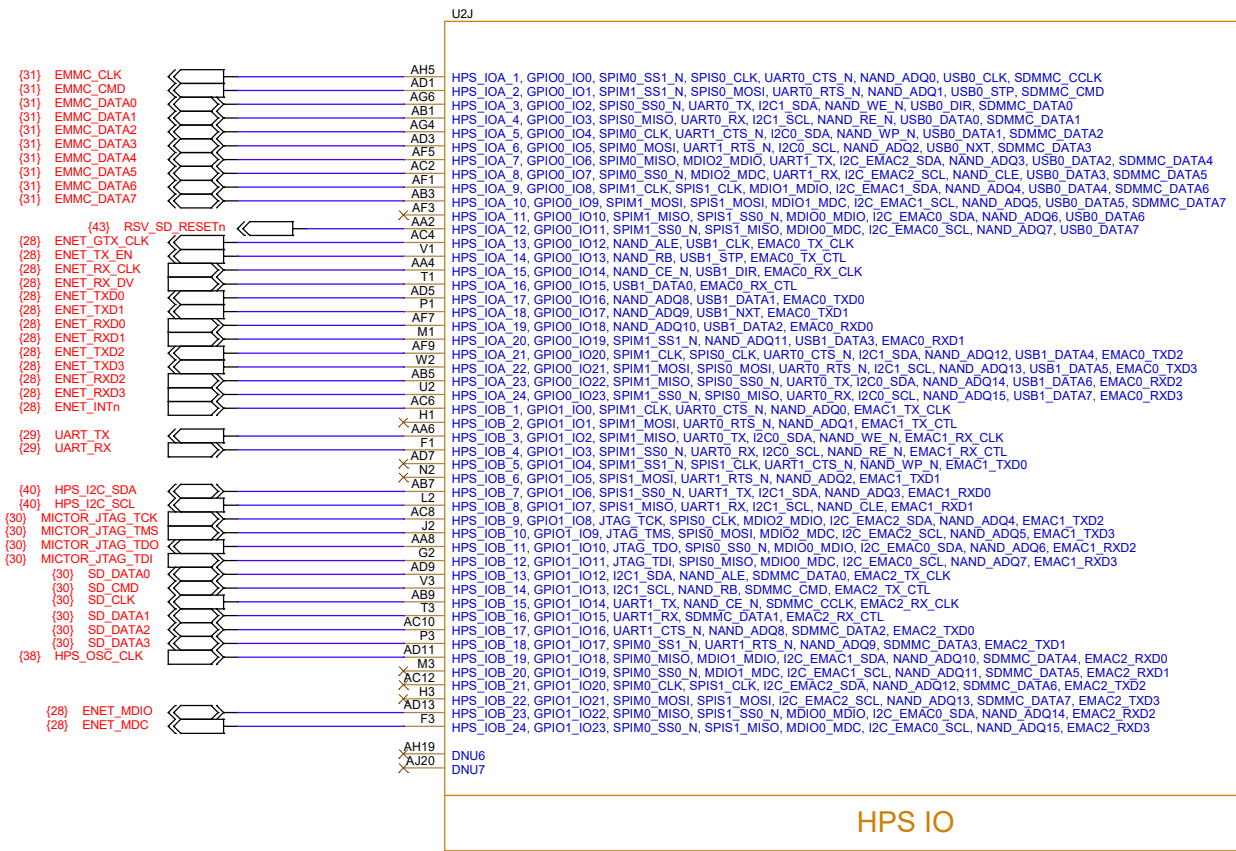 U2J
{31} EMMC_CLK AH5 HPS_IOA_1, GPIO0_IO0, SPIM0_SS1_N, SPIS0_CLK, UART0_CTS_N, NAND_ADQ0, USB0_CLK, SDMMC_CCLK
{31} EMMC_CMD AD1 HPS_IOA_2, GPIO0_IO1, SPIM1_SS1_N, SPIS0_MOSI, UART0_RTS_N, NAND_ADQ1, USB0_STP, SDMMC_CMD
{31} EMMC_DATA0 AG6 HPS_IOA_3, GPIO0_IO2, SPIS0_SS0_N, UART0_TX, I2C1_SDA, NAND_WE_N, USB0_DIR, SDMMC_DATA0
{31} EMMC_DATA1 AB1 HPS_IOA_4, GPIO0_IO3, SPIS0_MISO, UART0_RX, I2C1_SCL, NAND_RE_N, USB0_DATA0, SDMMC_DATA1
{31} EMMC_DATA2 AG4 HPS_IOA_5, GPIO0_IO4, SPIM0_CLK, UART1_CTS_N, I2C0_SDA, NAND_WP_N, USB0_DATA1, SDMMC_DATA2
{31} EMMC_DATA3 AD3 HPS_IOA_6, GPIO0_IO5, SPIM0_MOSI, UART1_RTS_N, I2C0_SCL, NAND_ADQ2, USB0_NXT, SDMMC_DATA3
{31} EMMC_DATA4 AF5 HPS_IOA_7, GPIO0_IO6, SPIM0_MISO, MDIO2_MDIO, UART1_TX, I2C_EMAC2_SDA, NAND_ADQ3, USB0_DATA2, SDMMC_DATA4
{31} EMMC_DATA5 AC2 HPS_IOA_8, GPIO0_IO7, SPIM0_SS0_N, MDIO2_MDC, UART1_RX, I2C_EMAC2_SCL, NAND_CLE, USB0_DATA3, SDMMC_DATA5
{31} EMMC_DATA6 AF1 HPS_IOA_9, GPIO0_IO8, SPIM1_CLK, SPIS1_CLK, MDIO1_MDIO, I2C_EMAC1_SDA, NAND_ADQ4, USB0_DATA4, SDMMC_DATA6
{31} EMMC_DATA7 AB3 HPS_IOA_10, GPIO0_IO9, SPIM1_MOSI, SPIS1_MOSI, MDIO1_MDC, I2C_EMAC1_SCL, NAND_ADQ5, USB0_DATA5, SDMMC_DATA7
AF3 HPS_IOA_11, GPIO0_IO10, SPIM1_MISO, SPIS1_SS0_N, MDIO0_MDIO, I2C_EMAC0_SDA, NAND_ADQ6, USB0_DATA6
{43} RSV_SD_RESETn AA2 HPS_IOA_12, GPIO0_IO11, SPIM1_SS0_N, SPIS1_MISO, MDIO0_MDC, I2C_EMAC0_SCL, NAND_ADQ7, USB0_DATA7
{28} ENET_GTX_CLK AC4 HPS_IOA_13, GPIO0_IO12, NAND_ALE, USB1_CLK, EMAC0_TX_CLK
{28} ENET_TX_EN V1 HPS_IOA_14, GPIO0_IO13, NAND_RB, USB1_STP, EMAC0_TX_CTL
{28} ENET_RX_CLK AA4 HPS_IOA_15, GPIO0_IO14, NAND_CE_N, USB1_DIR, EMAC0_RX_CLK
{28} ENET_RX_DV T1 HPS_IOA_16, GPIO0_IO15, USB1_DATA0, EMAC0_RX_CTL
{28} ENET_TXD0 AD5 HPS_IOA_17, GPIO0_IO16, NAND_ADQ8, USB1_DATA1, EMAC0_TXD0
{28} ENET_TXD1 P1 HPS_IOA_18, GPIO0_IO17, NAND_ADQ9, USB1_NXT, EMAC0_TXD1
{28} ENET_RXD0 AF7 HPS_IOA_19, GPIO0_IO18, NAND_ADQ10, USB1_DATA2, EMAC0_RXD0
{28} ENET_RXD1 M1 HPS_IOA_20, GPIO0_IO19, SPIM1_SS1_N, NAND_ADQ11, USB1_DATA3, EMAC0_RXD1
{28} ENET_TXD2 AF9 HPS_IOA_21, GPIO0_IO20, SPIM1_CLK, SPIS0_CLK, UART0_CTS_N, I2C1_SDA, NAND_ADQ12, USB1_DATA4, EMAC0_TXD2
{28} ENET_TXD3 W2 HPS_IOA_22, GPIO0_IO21, SPIM1_MOSI, SPIS0_MOSI, UART0_RTS_N, I2C1_SCL, NAND_ADQ13, USB1_DATA5, EMAC0_TXD3
{28} ENET_RXD2 AB5 HPS_IOA_23, GPIO0_IO22, SPIM1_MISO, SPIS0_SS0_N, UART0_TX, I2C0_SDA, NAND_ADQ14, USB1_DATA6, EMAC0_RXD2
{28} ENET_RXD3 U2 HPS_IOA_24, GPIO0_IO23, SPIM1_SS0_N, SPIS0_MISO, UART0_RX, I2C0_SCL, NAND_ADQ15, USB1_DATA7, EMAC0_RXD3
{28} ENET_INTn AC6 HPS_IOB_1, GPIO1_IO0, SPIM1_CLK, UART0_CTS_N, NAND_ADQ0, EMAC1_TX_CLK
H1 HPS_IOB_2, GPIO1_IO1, SPIM1_MOSI, UART0_RTS_N, NAND_ADQ1, EMAC1_TX_CTL
{29} UART_TX AA6 HPS_IOB_3, GPIO1_IO2, SPIM1_MISO, UART0_TX, I2C0_SDA, NAND_WE_N, EMAC1_RX_CLK
{29} UART_RX F1 HPS_IOB_4, GPIO1_IO3, SPIM1_SS0_N, UART0_RX, I2C0_SCL, NAND_RE_N, EMAC1_RX_CTL
AD7 HPS_IOB_5, GPIO1_IO4, SPIM1_SS1_N, SPIS1_CLK, UART1_CTS_N, NAND_WP_N, EMAC1_TXD0
N2 HPS_IOB_6, GPIO1_IO5, SPIS1_MOSI, UART1_RTS_N, NAND_ADQ2, EMAC1_TXD1
{40} HPS_I2C_SDA AB7 HPS_IOB_7, GPIO1_IO6, SPIS1_SS0_N, UART1_TX, I2C1_SDA, NAND_ADQ3, EMAC1_RXD0
{40} HPS_I2C_SCL L2 HPS_IOB_8, GPIO1_IO7, SPIS1_MISO, UART1_RX, I2C1_SCL, NAND_CLE, EMAC1_RXD1
{30} MICTOR_JTAG_TCK AC8 HPS_IOB_9, GPIO1_IO8, JTAG_TCK, SPIS0_CLK, MDIO2_MDIO, I2C_EMAC2_SDA, NAND_ADQ4, EMAC1_TXD2
{30} MICTOR_JTAG_TMS J2 HPS_IOB_10, GPIO1_IO9, JTAG_TMS, SPIS0_MOSI, MDIO2_MDC, I2C_EMAC2_SCL, NAND_ADQ5, EMAC1_TXD3
{30} MICTOR_JTAG_TDO AA8 HPS_IOB_11, GPIO1_IO10, JTAG_TDO, SPIS0_SS0_N, MDIO0_MDIO, I2C_EMAC0_SDA, NAND_ADQ6, EMAC1_RXD2
{30} MICTOR_JTAG_TDI G2 HPS_IOB_12, GPIO1_IO11, JTAG_TDI, SPIS0_MISO, MDIO0_MDC, I2C_EMAC0_SCL, NAND_ADQ7, EMAC1_RXD3
{30} SD_DATA0 AD9 HPS_IOB_13, GPIO1_IO12, I2C1_SDA, NAND_ALE, SDMMC_DATA0, EMAC2_TX_CLK
{30} SD_CMD V3 HPS_IOB_14, GPIO1_IO13, I2C1_SCL, NAND_RB, SDMMC_CMD, EMAC2_TX_CTL
{30} SD_CLK AB9 HPS_IOB_15, GPIO1_IO14, UART1_TX, NAND_CE_N, SDMMC_CCLK, EMAC2_RX_CLK
{30} SD_DATA1 T3 HPS_IOB_16, GPIO1_IO15, UART1_RX, SDMMC_DATA1, EMAC2_RX_CTL
{30} SD_DATA2 AC10 HPS_IOB_17, GPIO1_IO16, UART1_CTS_N, NAND_ADQ8, SDMMC_DATA2, EMAC2_TXD0
{30} SD_DATA3 P3 HPS_IOB_18, GPIO1_IO17, SPIM0_SS1_N, UART1_RTS_N, NAND_ADQ9, SDMMC_DATA3, EMAC2_TXD1
{38} HPS_OSC_CLK AD11 HPS_IOB_19, GPIO1_IO18, SPIM0_MISO, MDIO1_MDIO, I2C_EMAC1_SDA, NAND_ADQ10, SDMMC_DATA4, EMAC2_RXD0
M3 HPS_IOB_20, GPIO1_IO19, SPIM0_SS0_N, MDIO1_MDC, I2C_EMAC1_SCL, NAND_ADQ11, SDMMC_DATA5, EMAC2_RXD1
AC12 HPS_IOB_21, GPIO1_IO20, SPIM0_CLK, SPIS1_CLK, I2C_EMAC2_SDA, NAND_ADQ12, SDMMC_DATA6, EMAC2_TXD2
H3 HPS_IOB_22, GPIO1_IO21, SPIM0_MOSI, SPIS1_MOSI, I2C_EMAC2_SCL, NAND_ADQ13, SDMMC_DATA7, EMAC2_TXD3
{28} ENET_MDIO AD13 HPS_IOB_23, GPIO1_IO22, SPIM0_MISO, SPIS1_SS0_N, MDIO0_MDIO, I2C_EMAC0_SDA, NAND_ADQ14, EMAC2_RXD2
{28} ENET_MDC F3 HPS_IOB_24, GPIO1_IO23, SPIM0_SS0_N, SPIS1_MISO, MDIO0_MDC, I2C_EMAC0_SCL, NAND_ADQ15, EMAC2_RXD3
AH19 DNU6
AJ20 DNU7
HPS IO